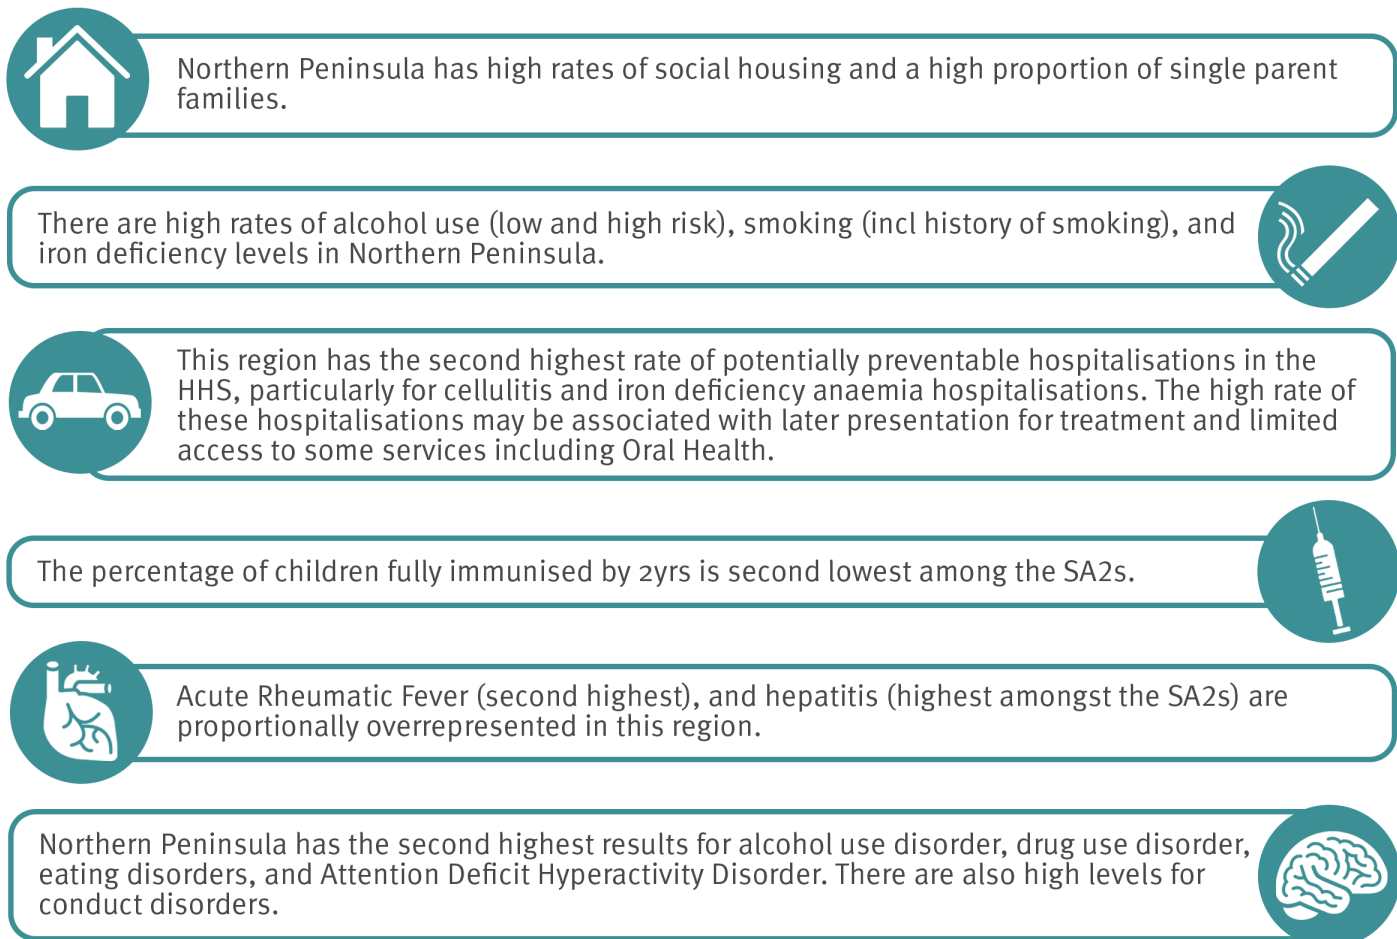 Northern Peninsula has high rates of social housing and a high proportion of single parent
families.
There are high rates of alcohol use (low and high risk), smoking (incl history of smoking), and
iron deficiency levels in Northern Peninsula.
This region has the second highest rate of potentially preventable hospitalisations in the
HHS, particularly for cellulitis and iron deficiency anaemia hospitalisations. The high rate of
these hospitalisations may be associated with later presentation for treatment and limited
access to some services including Oral Health.
The percentage of children fully immunised by 2yrs is second lowest among the SA2s.
Acute Rheumatic Fever (second highest), and hepatitis (highest amongst the SA2s) are
proportionally overrepresented in this region.
Northern Peninsula has the second highest results for alcohol use disorder, drug use disorder,
eating disorders, and Attention Deficit Hyperactivity Disorder. There are also high levels for
conduct disorders.